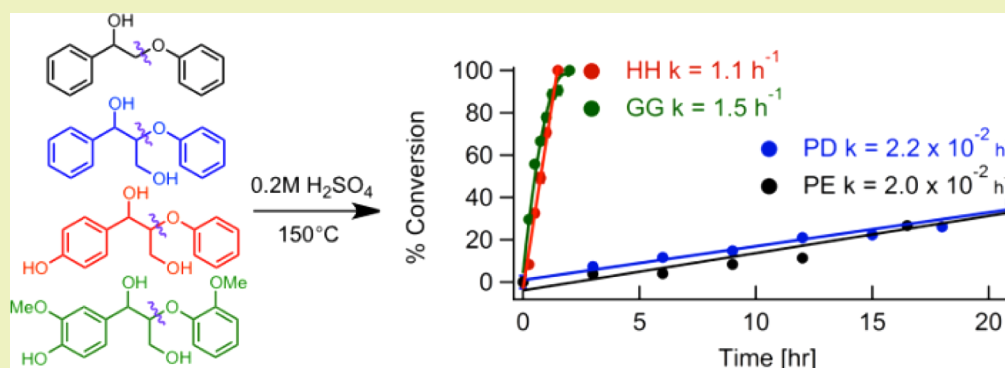 OH
O
OH
O
OH
OH
O
HO
OH
OMe
OH
MeO
O
HO
OH
0.2M H₂SO₄
150°C
HH k = 1.1 h⁻¹
GG k = 1.5 h⁻¹
PD k = 2.2 x 10⁻² h
PE k = 2.0 x 10⁻² h
% Conversion
100
80
60
40
20
0
0
5
10
15
20
Time [hr]